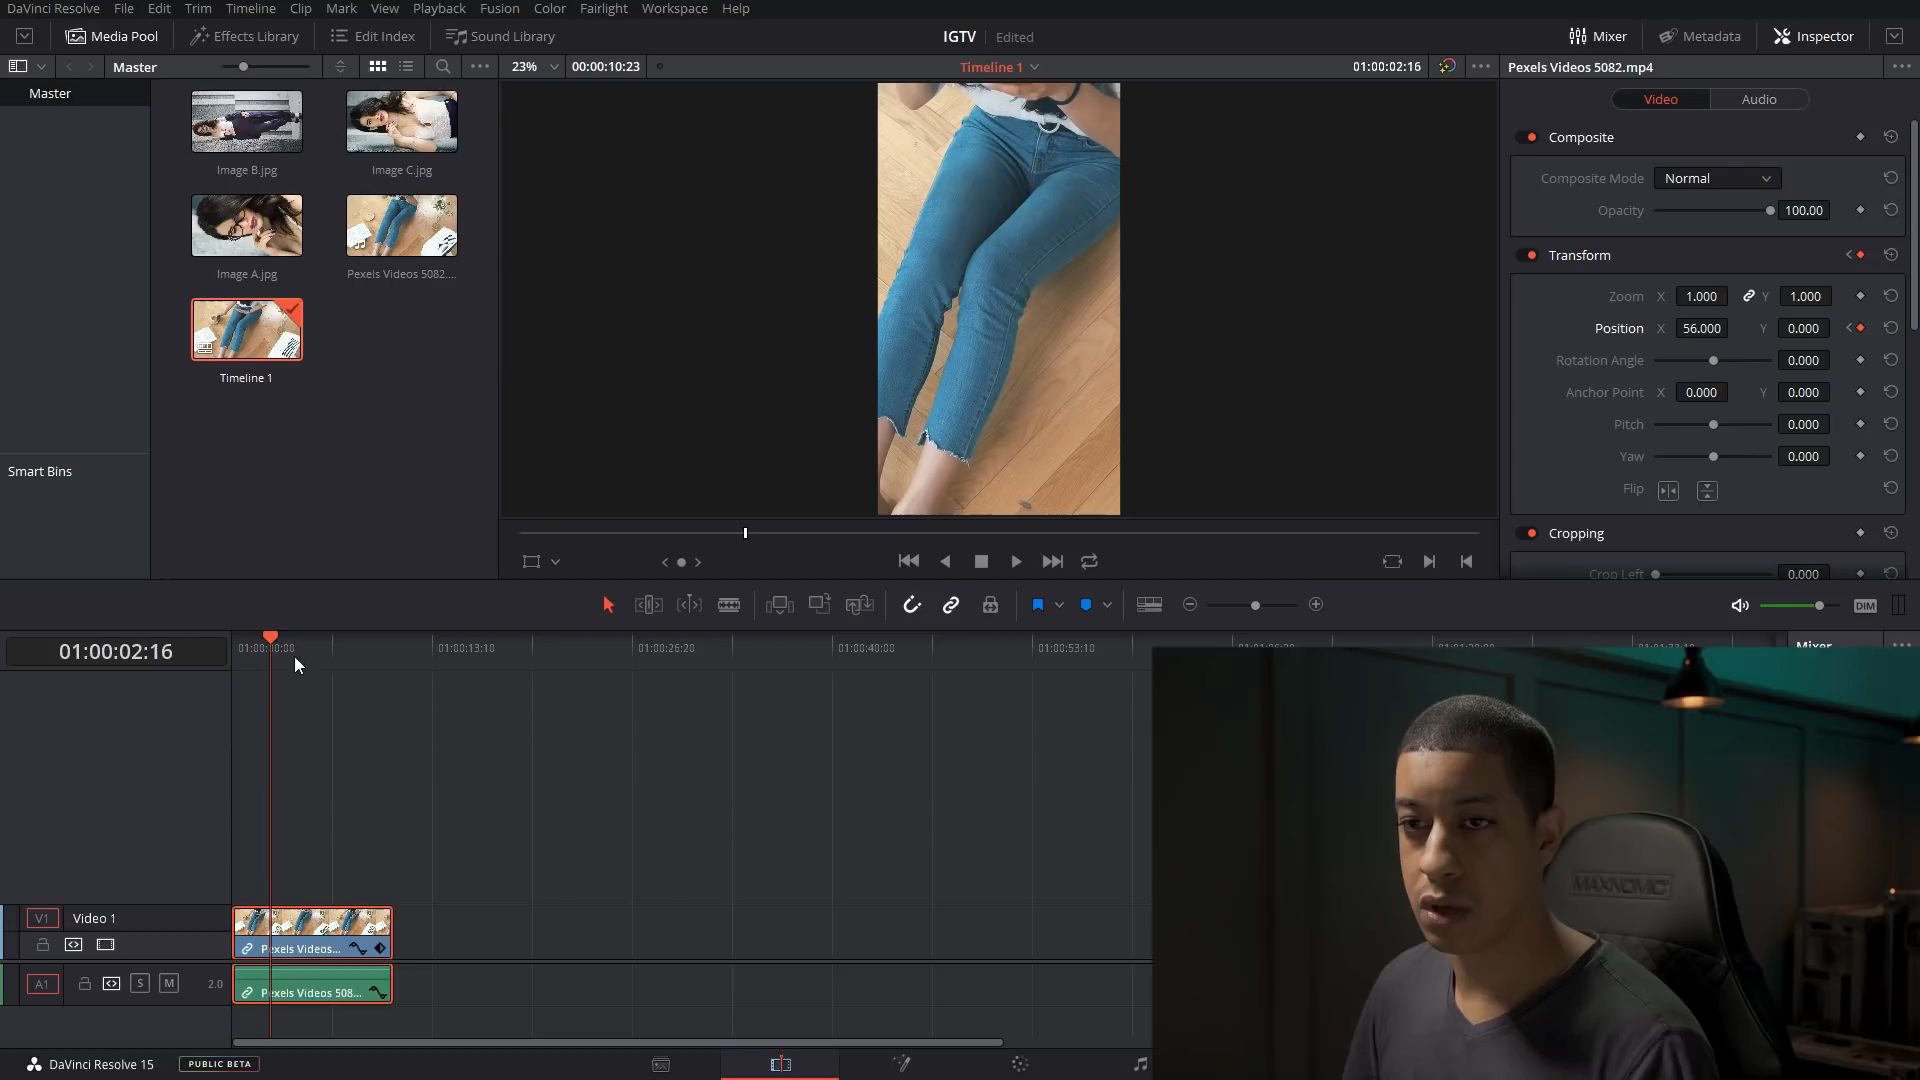 DaVinci Resolve File Edit Trim Timeline Clip Mark View Playback Fusion Color Fairlight Workspace Help
Media Pool Effects Library Edit Index Sound Library IGTV Edited Mixer Metadata Inspector
Master 23% 00:00:10:23 Timeline 1 01:00:02:16 Pexels Videos 5082.mp4
Master
Video Audio
Composite
Image B.jpg Image C.jpg
Composite Mode Normal
Opacity 100.00
Transform
Image A.jpg Pexels Videos 5082....
Zoom X 1.000 Y 1.000
Position X 56.000 Y 0.000
Rotation Angle 0.000
Timeline 1
Anchor Point X 0.000 Y 0.000
Pitch 0.000
Yaw 0.000
Smart Bins
Flip
Cropping
Crop Left 0.000
DIM
01:00:02:16 01:00:00:00 01:00:13:10 01:00:26:20 01:00:40:00 01:00:53:10
Mixer
MAXNOMIC
V1 Video 1
Pexels Videos...
A1 S M 2.0 Pexels Videos 508...
DaVinci Resolve 15 PUBLIC BETA